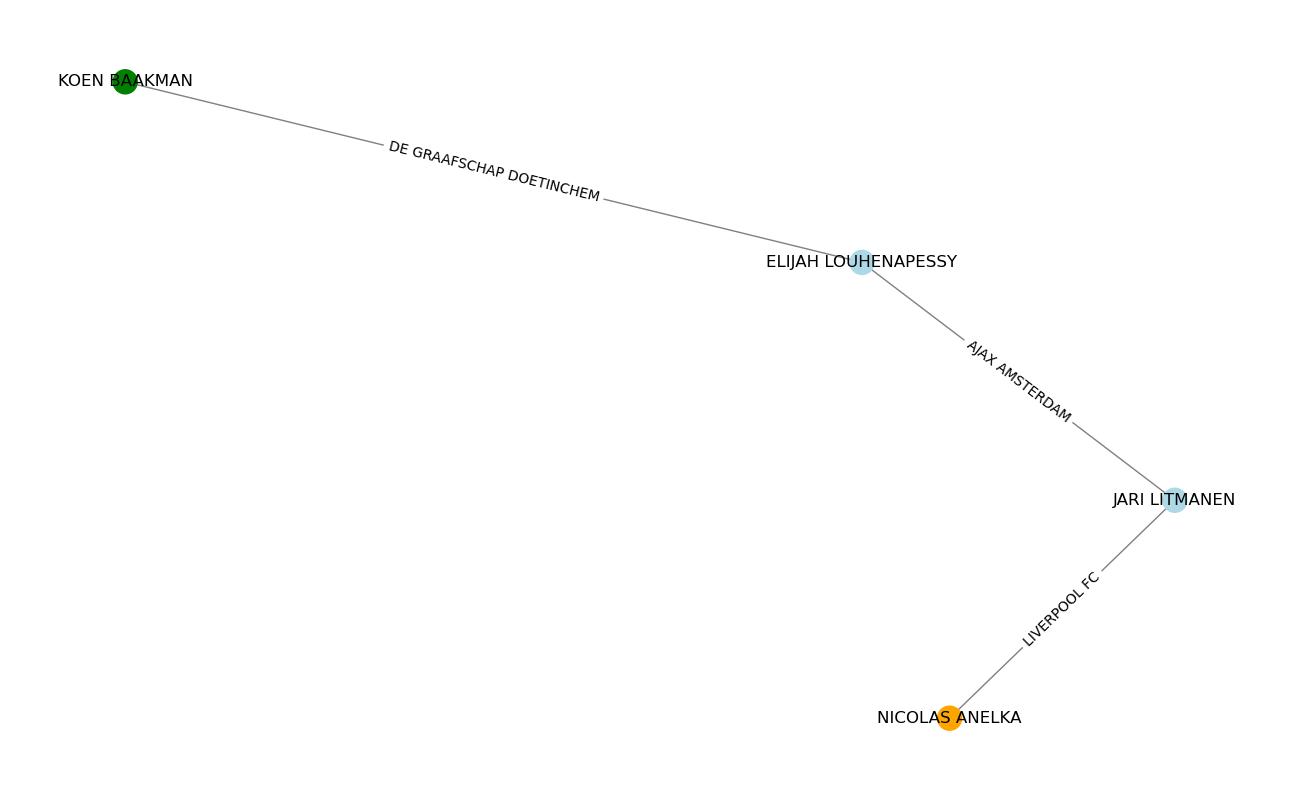 KOEN BAAKMAN
DE GRAAFSCHAP DOETINCHEM
ELIJAH LOUHENAPESSY
AJAX AMSTERDAM
JARI LITMANEN
LIVERPOOL FC
NICOLAS ANELKA